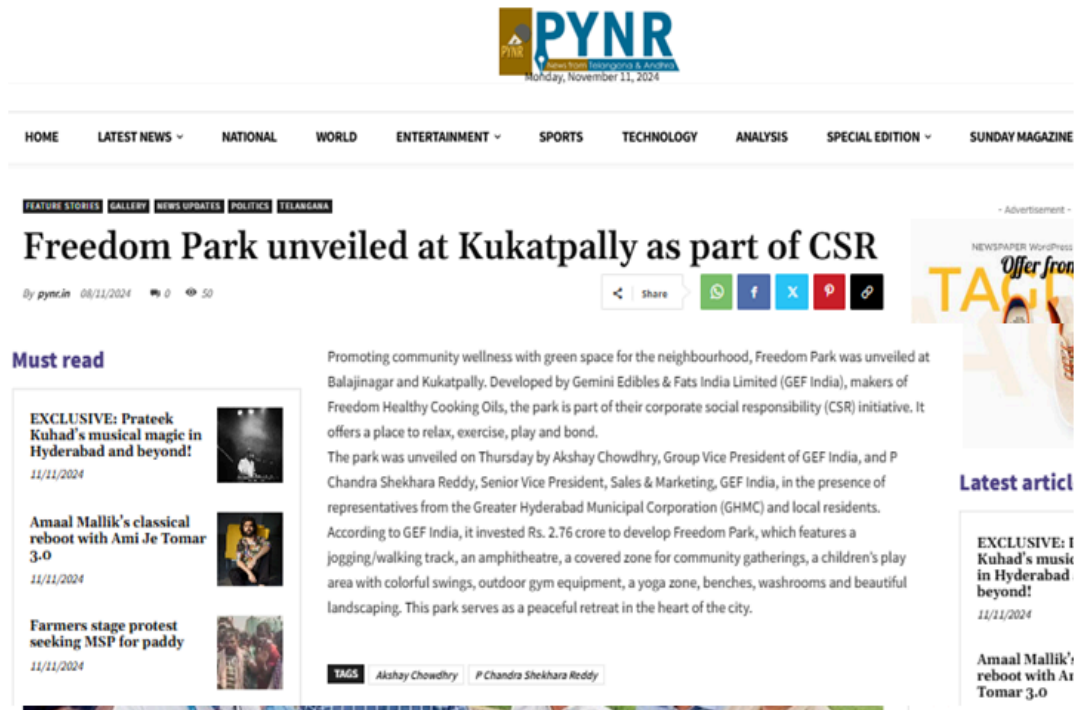 PYNR
PYNR
News from Telangana & Andhra
Monday, November 11, 2024
HOME LATEST NEWS NATIONAL WORLD ENTERTAINMENT SPORTS TECHNOLOGY ANALYSIS SPECIAL EDITION SUNDAY MAGAZINE
FEATURE STORIES GALLERY NEWS UPDATES POLITICS TELANGANA
Freedom Park unveiled at Kukatpally as part of CSR
By pynr.in 08/11/2024 0 50
Share
- Advertisement -
NEWSPAPER WordPress
Offer from
TAGD
Must read
EXCLUSIVE: Prateek
Kuhad's musical magic in
Hyderabad and beyond!
11/11/2024
Amaal Mallik's classical
reboot with Ami Je Tomar
3.0
11/11/2024
Farmers stage protest
seeking MSP for paddy
11/11/2024
Promoting community wellness with green space for the neighbourhood, Freedom Park was unveiled at
Balajinagar and Kukatpally. Developed by Gemini Edibles & Fats India Limited (GEF India), makers of
Freedom Healthy Cooking Oils, the park is part of their corporate social responsibility (CSR) initiative. It
offers a place to relax, exercise, play and bond.
The park was unveiled on Thursday by Akshay Chowdhry, Group Vice President of GEF India, and P
Chandra Shekhara Reddy, Senior Vice President, Sales & Marketing, GEF India, in the presence of
representatives from the Greater Hyderabad Municipal Corporation (GHMC) and local residents.
According to GEF India, it invested Rs. 2.76 crore to develop Freedom Park, which features a
jogging/walking track, an amphitheatre, a covered zone for community gatherings, a children's play
area with colorful swings, outdoor gym equipment, a yoga zone, benches, washrooms and beautiful
landscaping. This park serves as a peaceful retreat in the heart of the city.
TAGS Akshay Chowdhry P Chandra Shekhara Reddy
Latest articl
EXCLUSIVE:
Kuhad's music
in Hyderabad
beyond!
11/11/2024
Amaal Mallik's
reboot with
Tomar 3.0